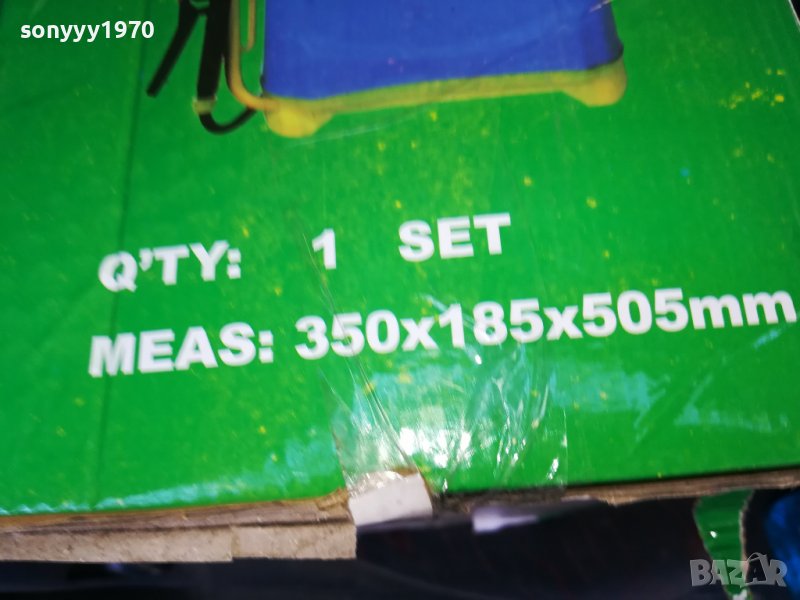 sonyyy1970
Q'TY: 1 SET
MEAS: 350x185x505mm
BAZAR